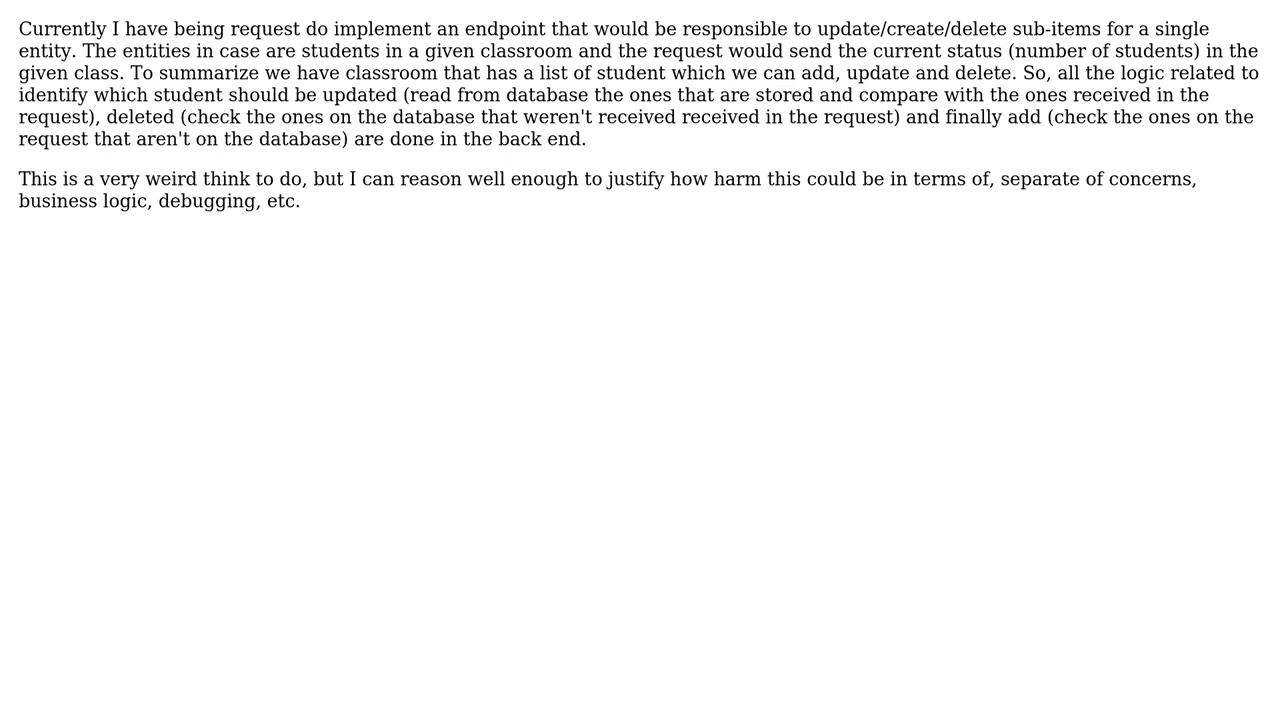 Currently I have being request do implement an endpoint that would be responsible to update/create/delete sub-items for a single
entity. The entities in case are students in a given classroom and the request would send the current status (number of students) in the
given class. To summarize we have classroom that has a list of student which we can add, update and delete. So, all the logic related to
identify which student should be updated (read from database the ones that are stored and compare with the ones received in the
request), deleted (check the ones on the database that weren't received received in the request) and finally add (check the ones on the
request that aren't on the database) are done in the back end.
This is a very weird think to do, but I can reason well enough to justify how harm this could be in terms of, separate of concerns,
business logic, debugging, etc.